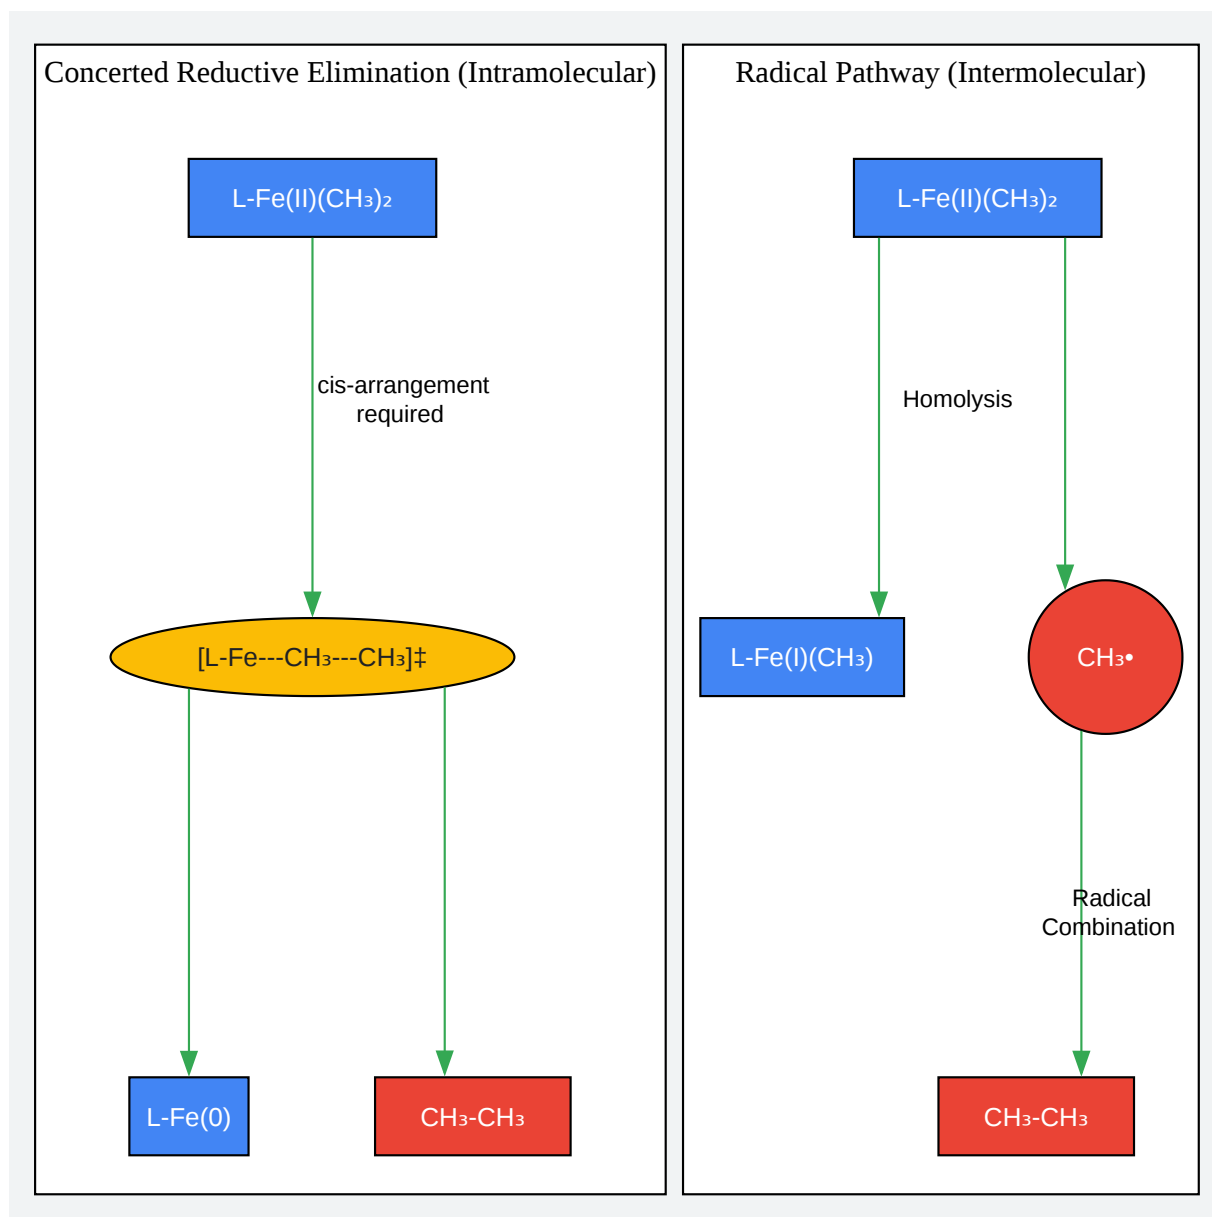 Concerted Reductive Elimination (Intramolecular)
L-Fe(II)(CH₃)₂
cis-arrangement
required
[L-Fe---CH₃---CH₃]‡
L-Fe(0)
CH₃-CH₃
Radical Pathway (Intermolecular)
L-Fe(II)(CH₃)₂
Homolysis
L-Fe(I)(CH₃)
CH₃•
Radical
Combination
CH₃-CH₃